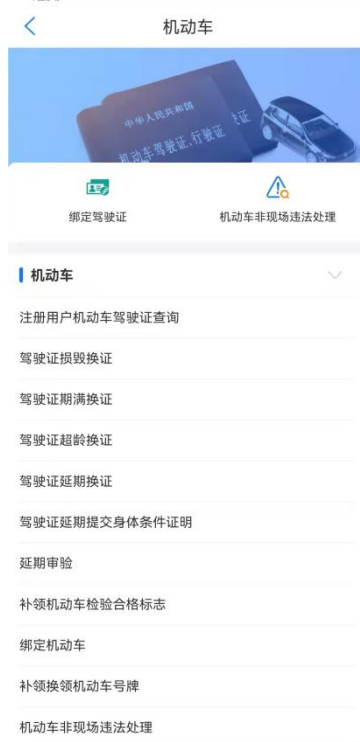 机动车
中华人民共和国
机动车驾驶证、行驶证
绑定驾驶证
机动车非现场违法处理
机动车
注册用户机动车驾驶证查询
驾驶证损毁换证
驾驶证期满换证
驾驶证超龄换证
驾驶证延期换证
驾驶证延期提交身体条件证明
延期审验
补领机动车检验合格标志
绑定机动车
补领换领机动车号牌
机动车非现场违法处理